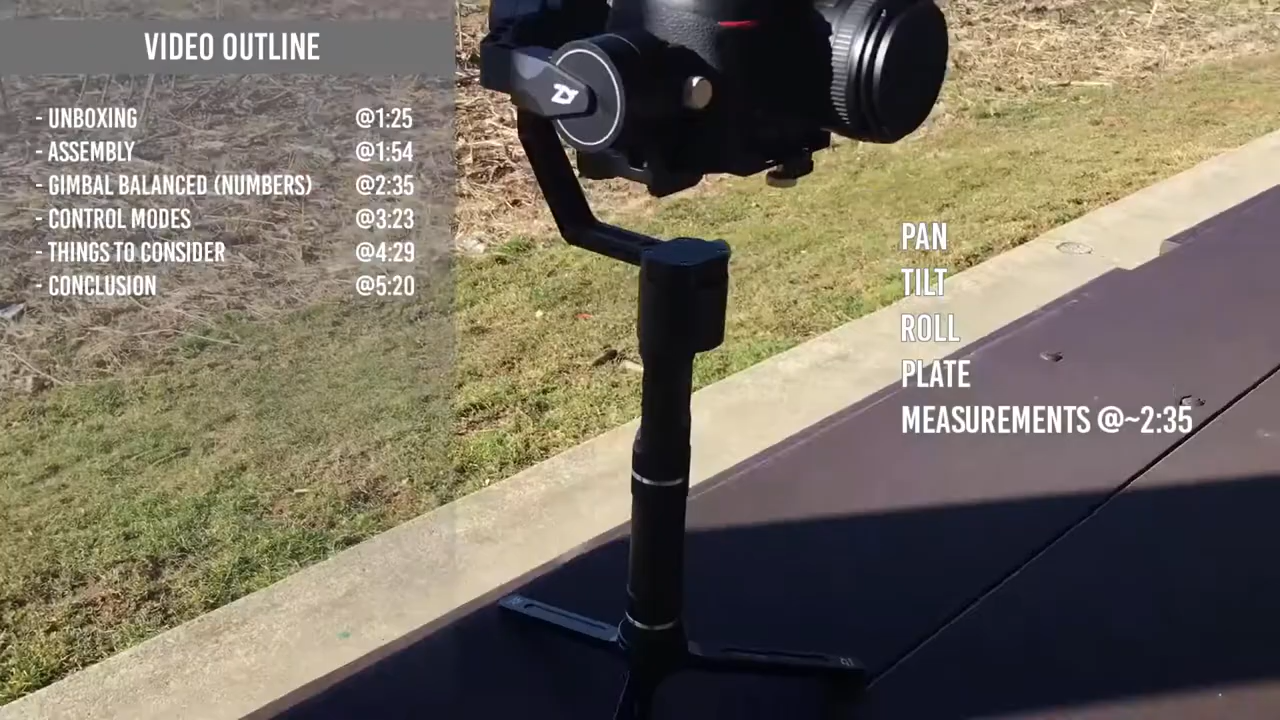 VIDEO OUTLINE
- UNBOXING @1:25
- ASSEMBLY @1:54
- GIMBAL BALANCED (NUMBERS) @2:35
- CONTROL MODES @3:23
- THINGS TO CONSIDER @4:29
- CONCLUSION @5:20
PAN
TILT
ROLL
PLATE
MEASUREMENTS @~2:35